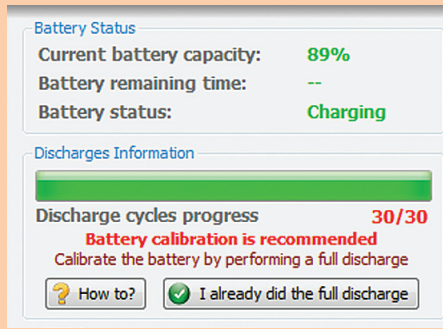 Battery Status
Current battery capacity: 89%
Battery remaining time: --
Battery status: Charging
Discharges Information
Discharge cycles progress 30/30
Battery calibration is recommended
Calibrate the battery by performing a full discharge
How to? I already did the full discharge